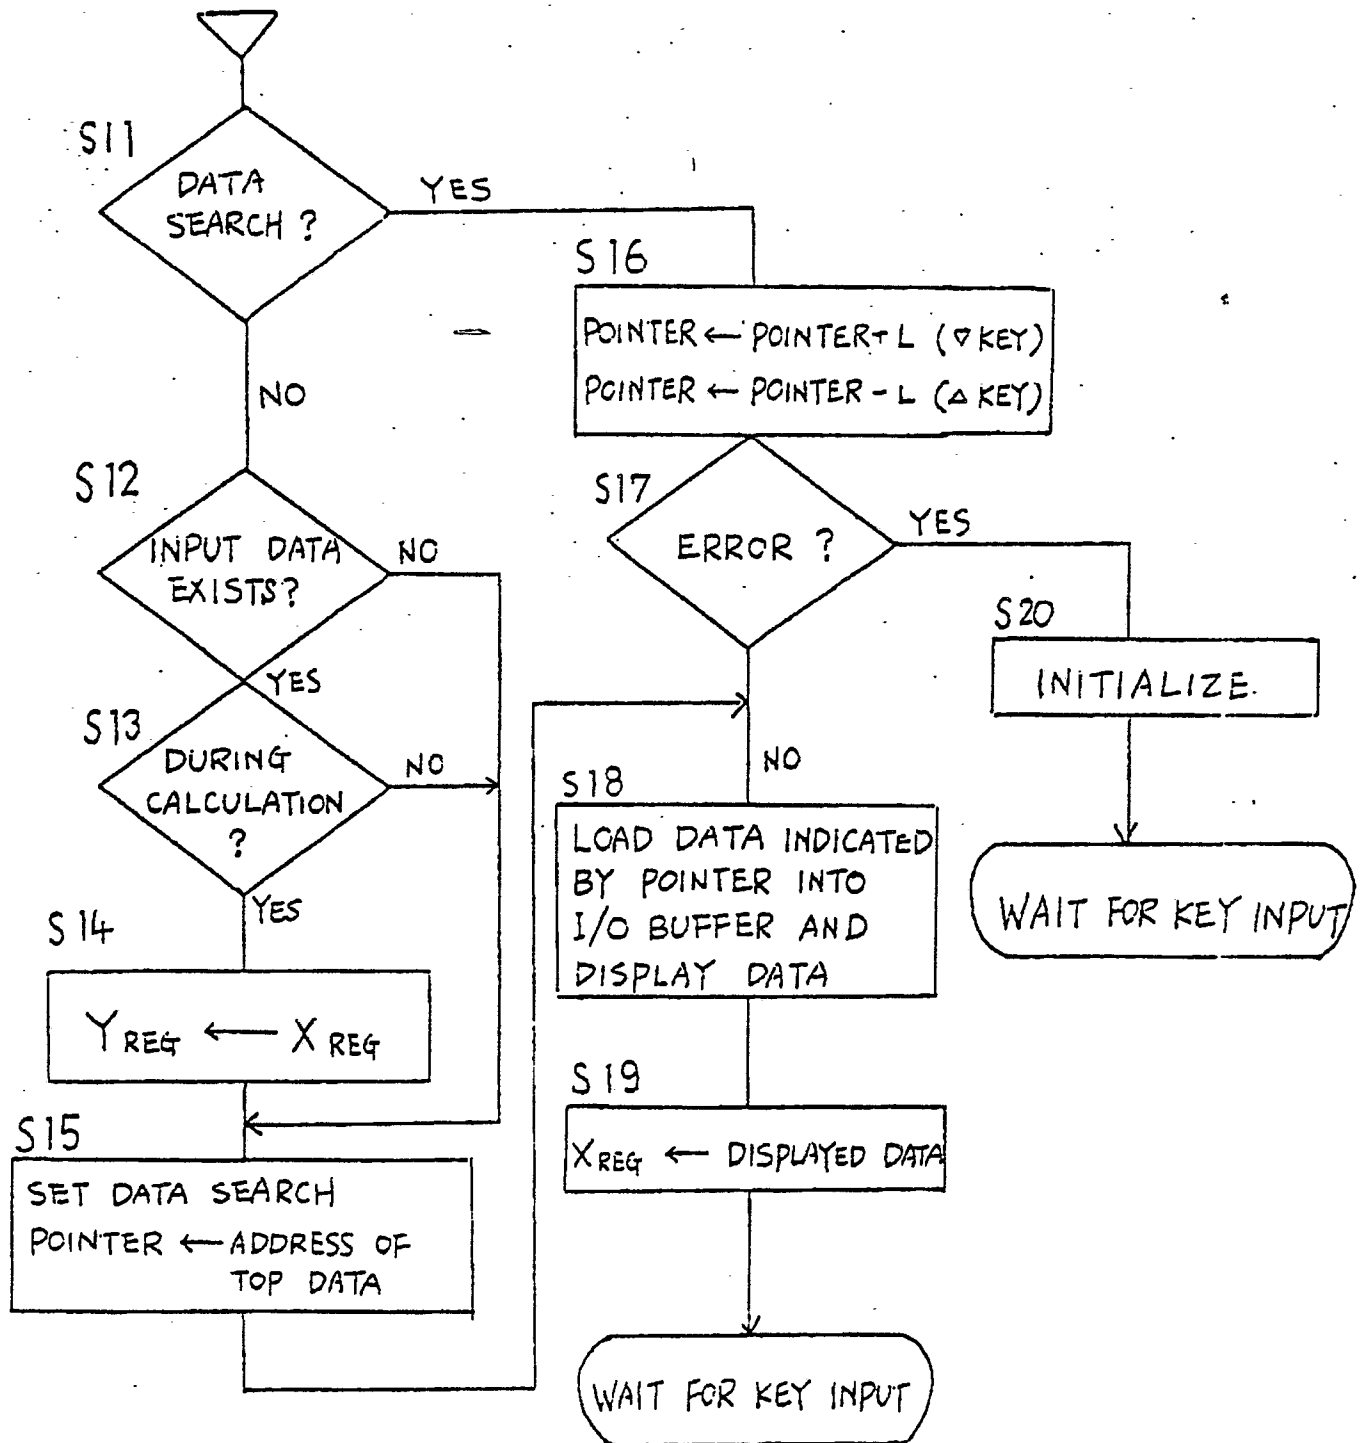 S11
DATA
SEARCH ?
YES
NO
S16
POINTER ← POINTER + L (▽ KEY)
POINTER ← POINTER - L (△ KEY)
S12
INPUT DATA
EXISTS?
NO
YES
S17
ERROR ?
YES
NO
S20
INITIALIZE.
WAIT FOR KEY INPUT
S13
DURING
CALCULATION
?
NO
YES
S14
Y REG ← X REG
S15
SET DATA SEARCH
POINTER ← ADDRESS OF
TOP DATA
S18
LOAD DATA INDICATED
BY POINTER INTO
I/O BUFFER AND
DISPLAY DATA
S19
X REG ← DISPLAYED DATA
WAIT FOR KEY INPUT